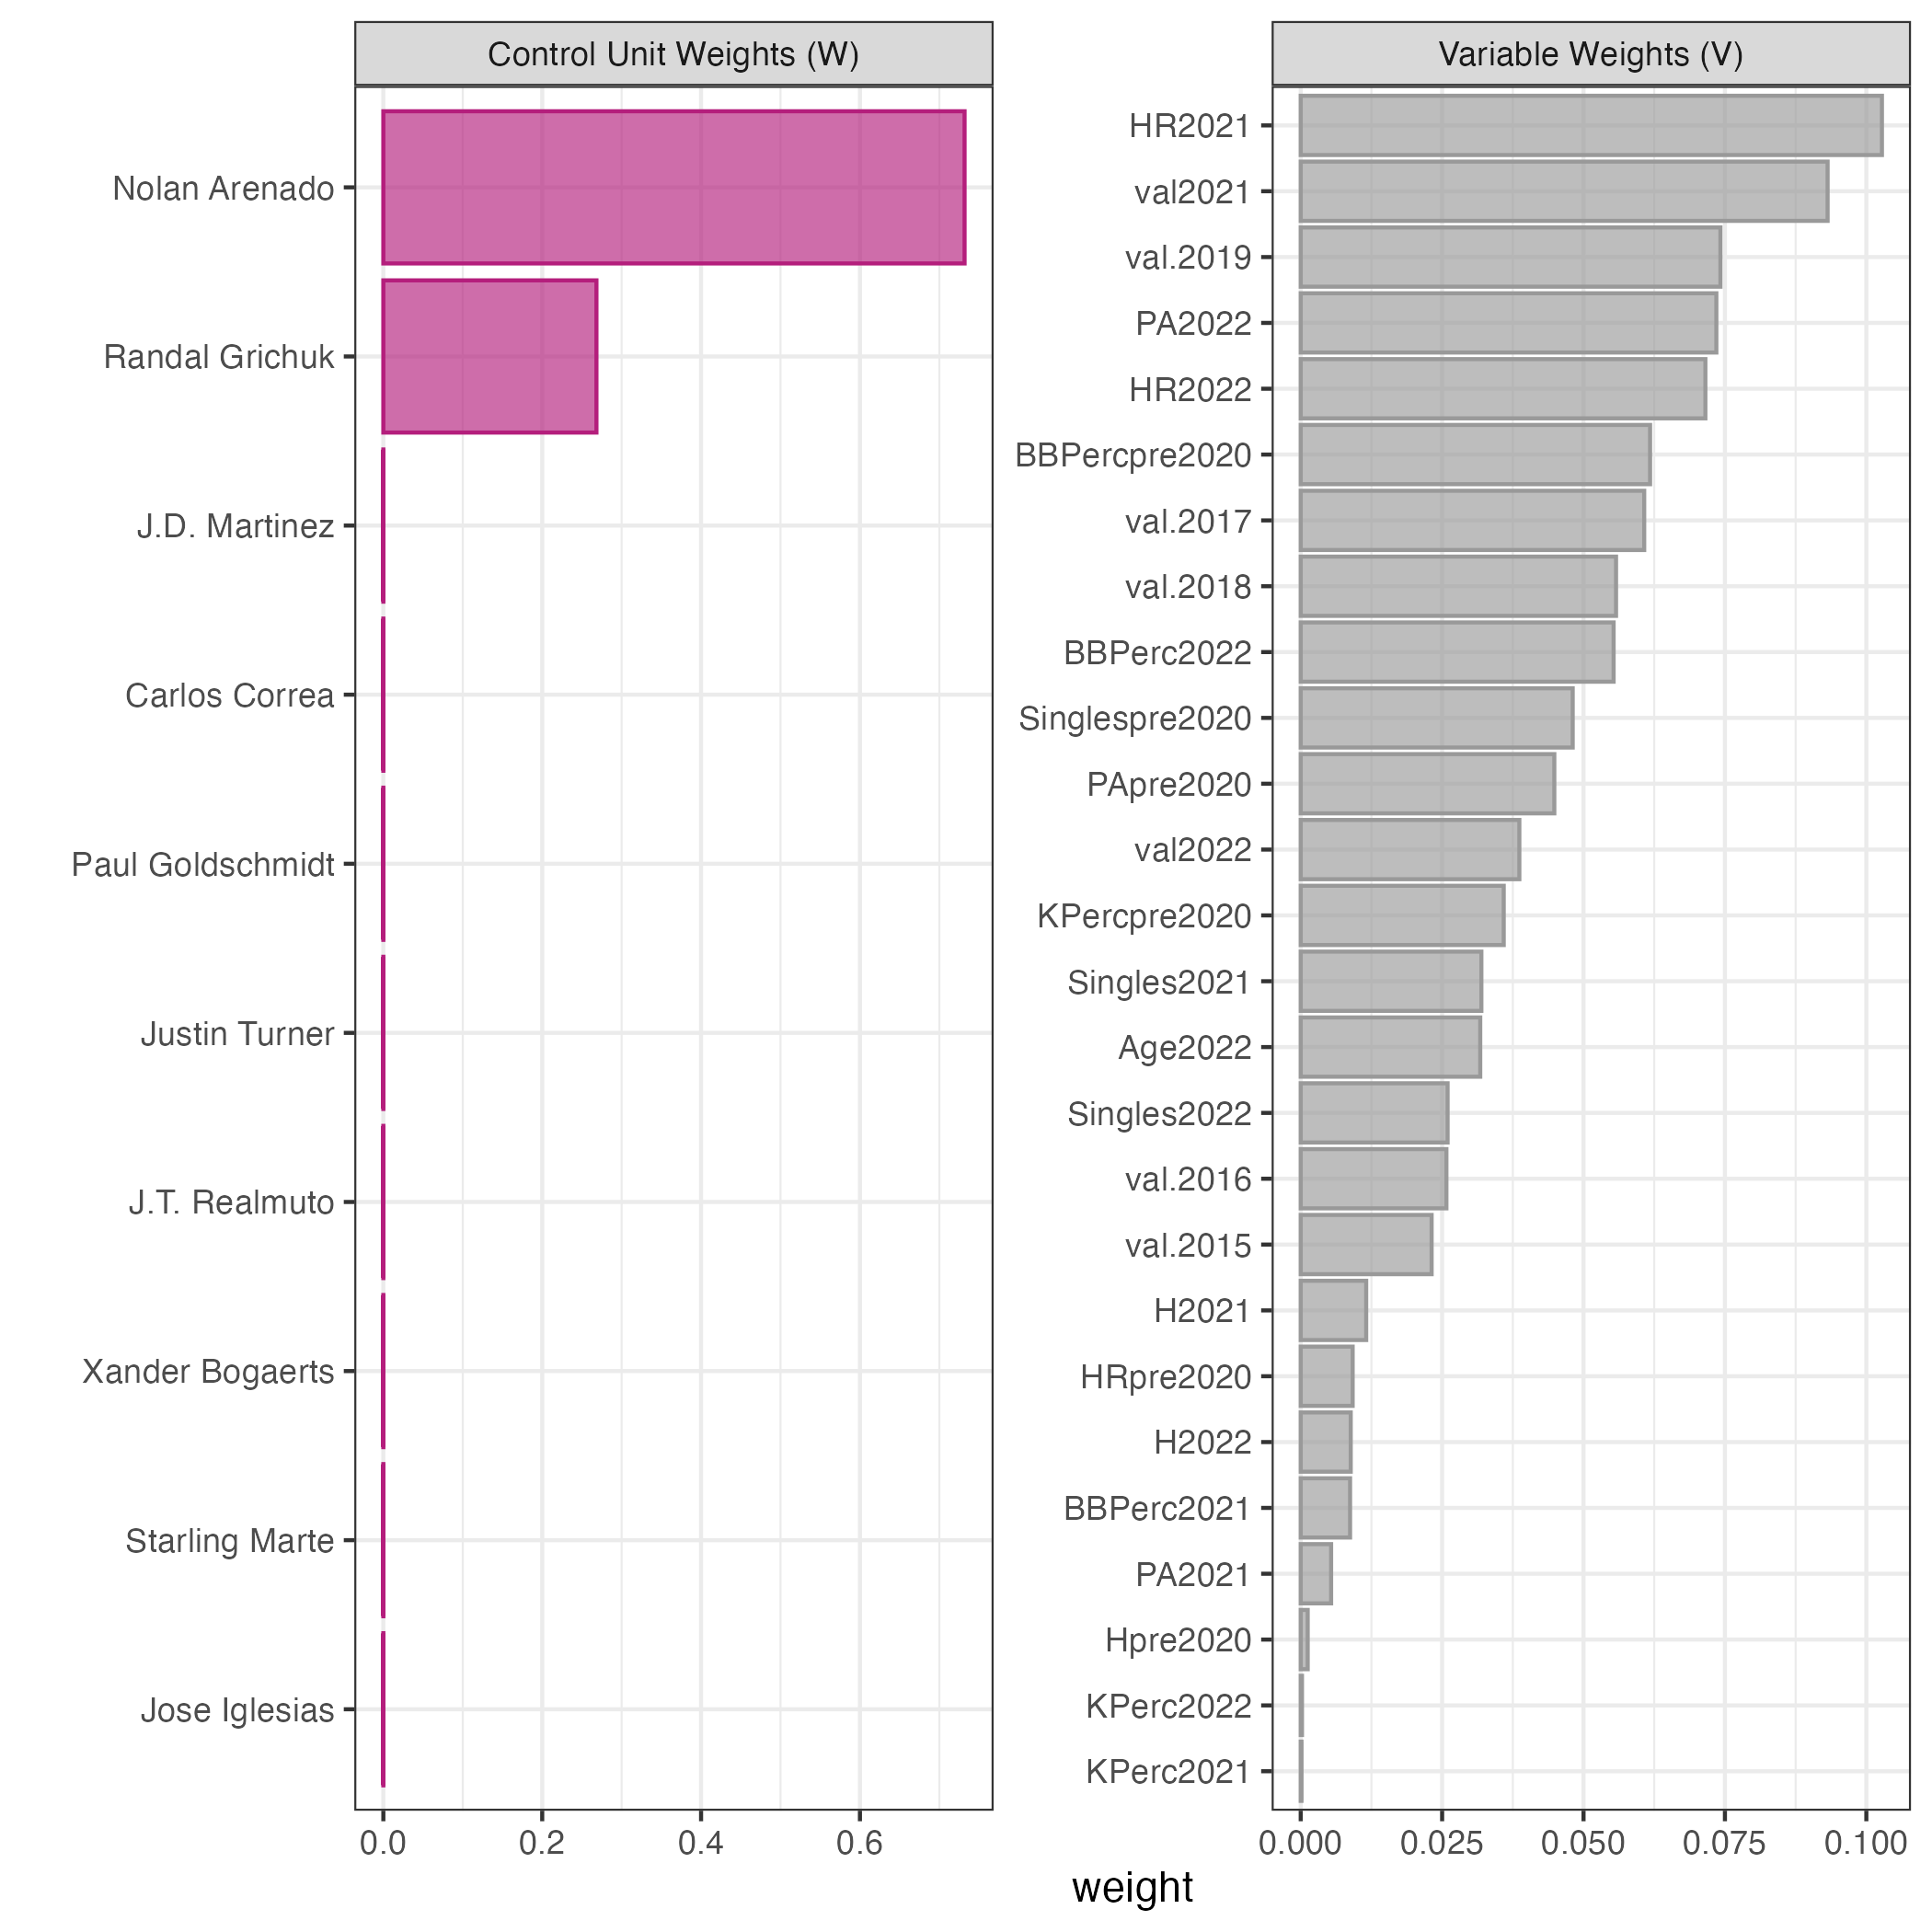 Control Unit Weights (W)
Nolan Arenado
Randal Grichuk
J.D. Martinez
Carlos Correa
Paul Goldschmidt
Justin Turner
J.T. Realmuto
Xander Bogaerts
Starling Marte
Jose Iglesias
0.0 0.2 0.4 0.6
Variable Weights (V)
HR2021
val2021
val.2019
PA2022
HR2022
BBPercpre2020
val.2017
val.2018
BBPerc2022
Singlespre2020
PApre2020
val2022
KPercpre2020
Singles2021
Age2022
Singles2022
val.2016
val.2015
H2021
HRpre2020
H2022
BBPerc2021
PA2021
Hpre2020
KPerc2022
KPerc2021
0.000 0.025 0.050 0.075 0.100
weight